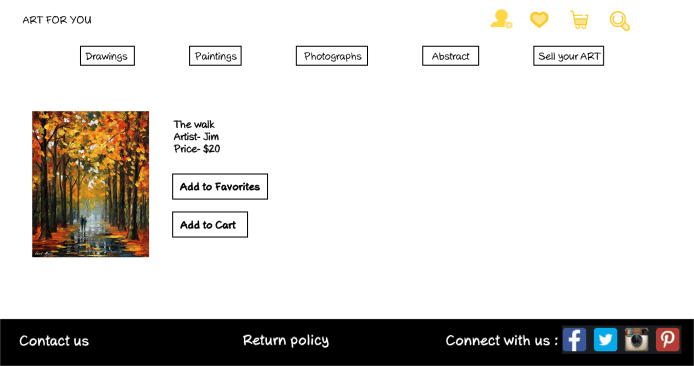 ART FOR YOU
Drawings
Paintings
Photographs
Abstract
Sell your ART
The walk
Artist- Jim
Price- $20
Add to Favorites
Add to Cart
Contact us
Return policy
Connect with us :